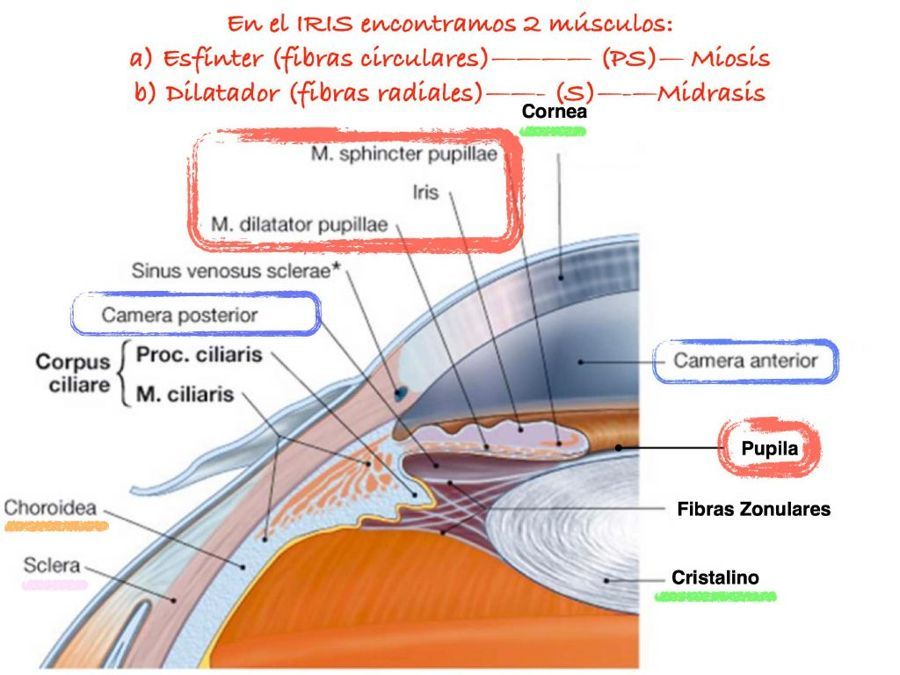 En el IRIS encontramos 2 músculos:
a) Esfínter (fibras circulares)————— (PS)— Miosis
b) Dilatador (fibras radiales)——- (S)—-—Midrasis
Cornea
M. sphincter pupillae
Iris
M. dilatator pupillae
Sinus venosus sclerae*
Camera posterior
Corpus ciliare
Proc. ciliaris
M. ciliaris
Camera anterior
Pupila
Choroidea
Fibras Zonulares
Sclera
Cristalino